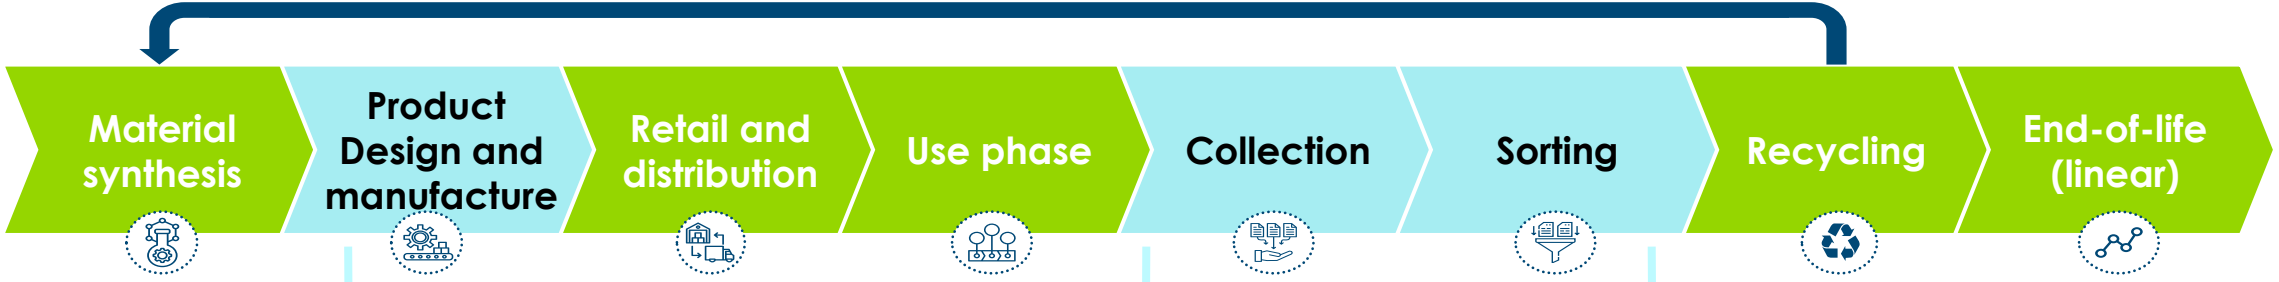 Material
synthesis
Product
Design and
manufacture
Retail and
distribution
Use phase
Collection
Sorting
Recycling
End-of-life
(linear)